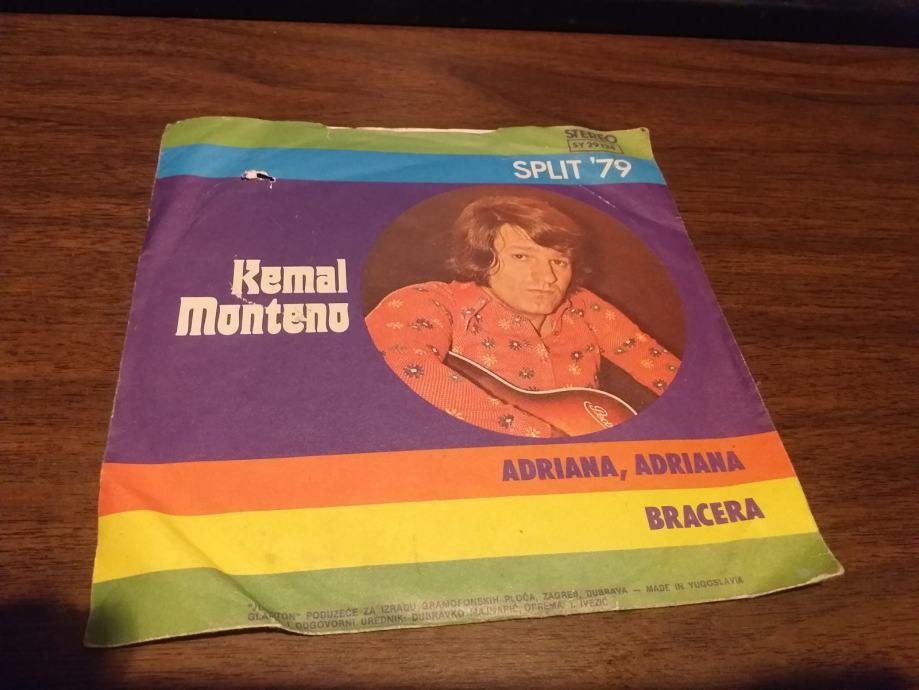 STEREO
SY 29124
SPLIT '79
Kemal
Monteno
ADRIANA, ADRIANA
BRACERA
PODUZEĆE ZA IZRADU GRAMOFONSKIH PLOČA, ZAGREB, DUBRAVA — MADE IN YUGOSLAVIA
ODGOVORNI UREDNIK: DUBRAVKO MAJNARIĆ, OPREMA: I. IVEZIĆ